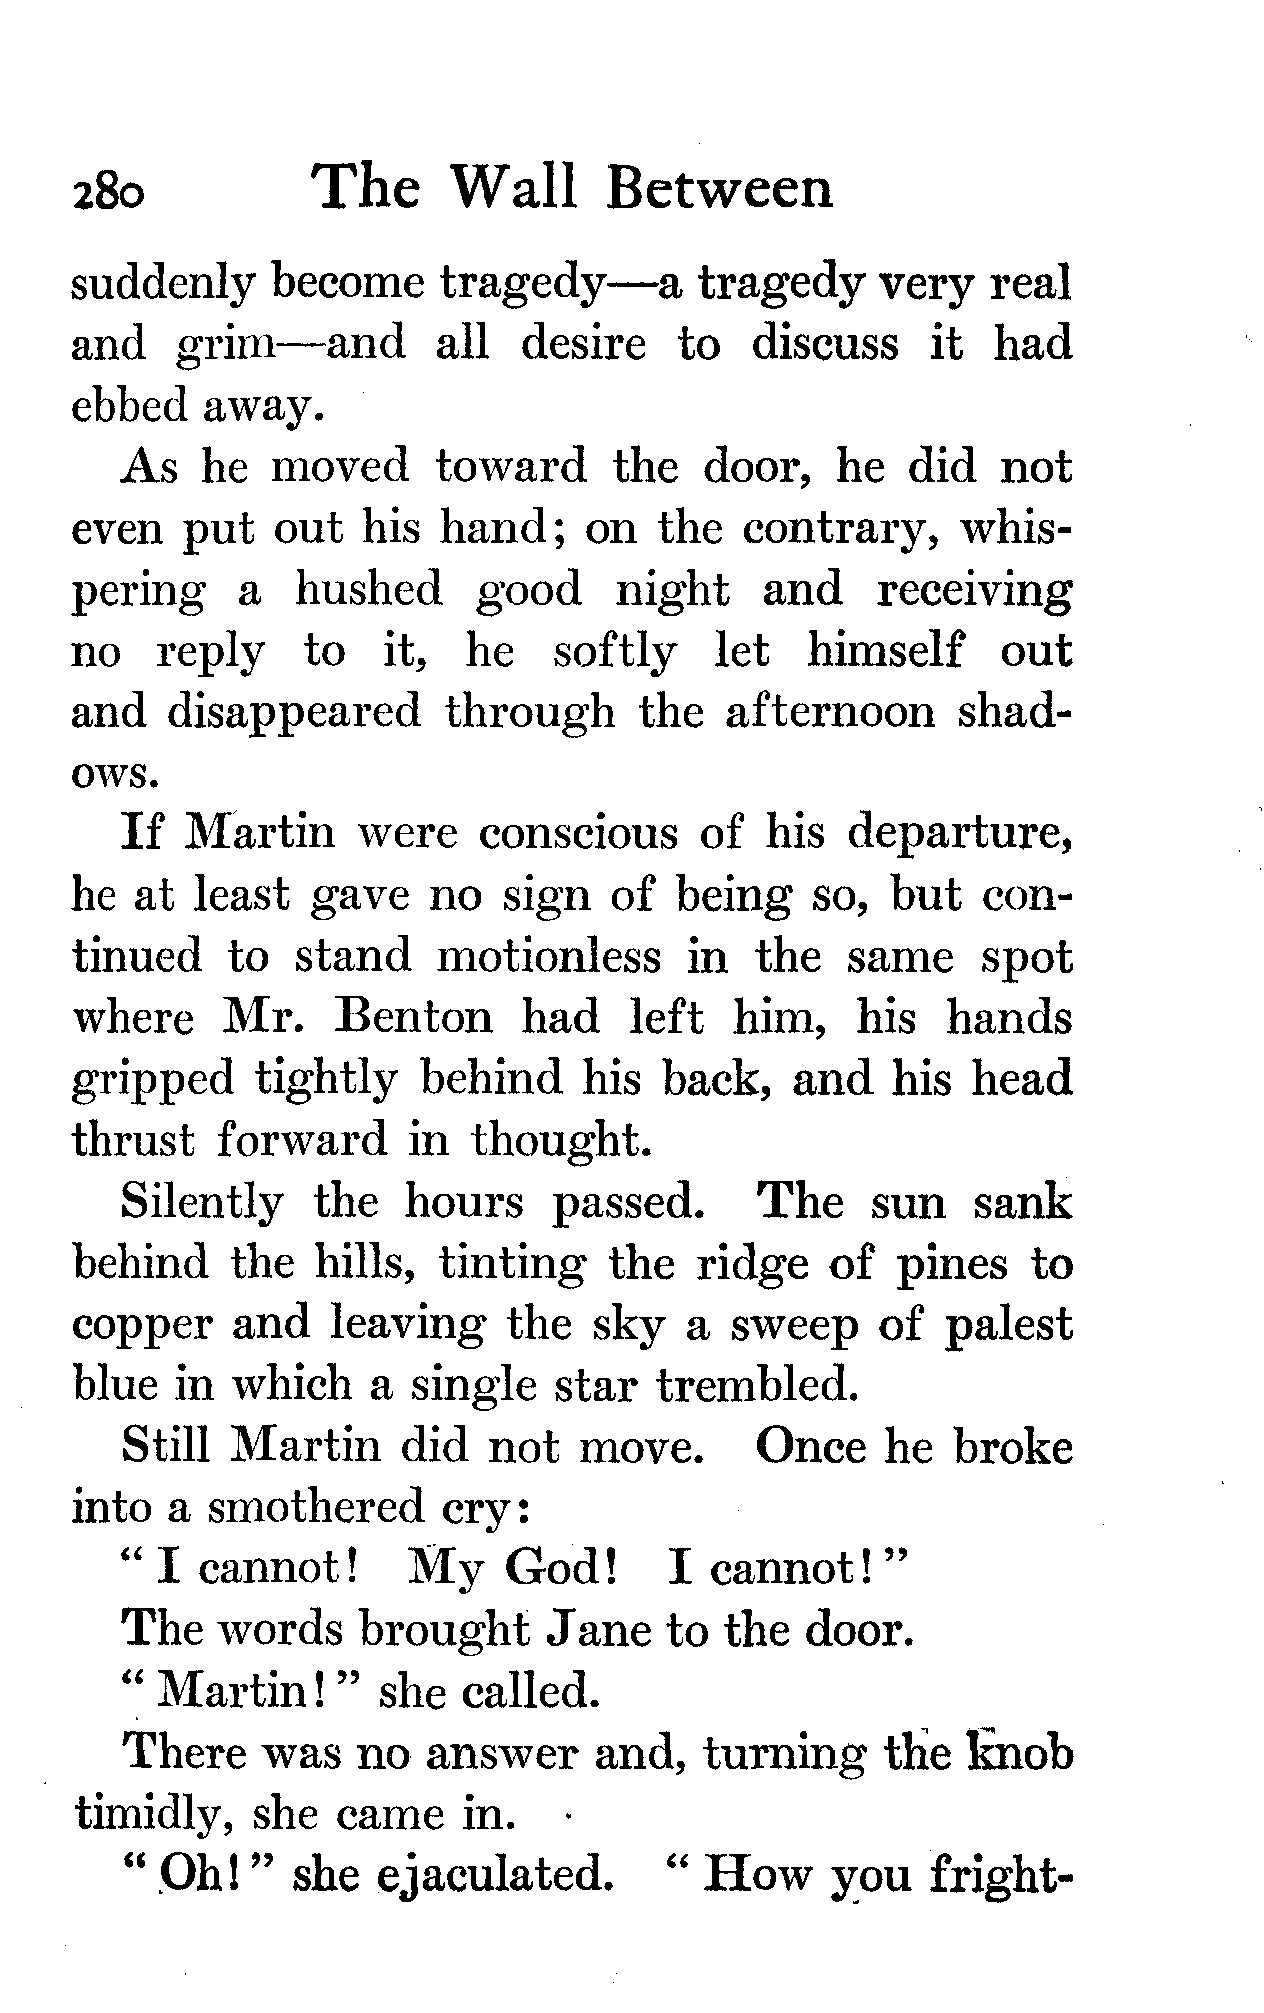 280 The Wall Between
suddenly become tragedy—a tragedy very real
and grim—and all desire to discuss it had
ebbed away.
As he moved toward the door, he did not
even put out his hand; on the contrary, whis-
pering a hushed good night and receiving
no reply to it, he softly let himself out
and disappeared through the afternoon shad-
ows.
If Martin were conscious of his departure,
he at least gave no sign of being so, but con-
tinued to stand motionless in the same spot
where Mr. Benton had left him, his hands
gripped tightly behind his back, and his head
thrust forward in thought.
Silently the hours passed. The sun sank
behind the hills, tinting the ridge of pines to
copper and leaving the sky a sweep of palest
blue in which a single star trembled.
Still Martin did not move. Once he broke
into a smothered cry:
“ I cannot! My God! I cannot! ”
The words brought Jane to the door.
“ Martin! ” she called.
There was no answer and, turning the knob
timidly, she came in.
“ Oh! ” she ejaculated. “ How you fright-